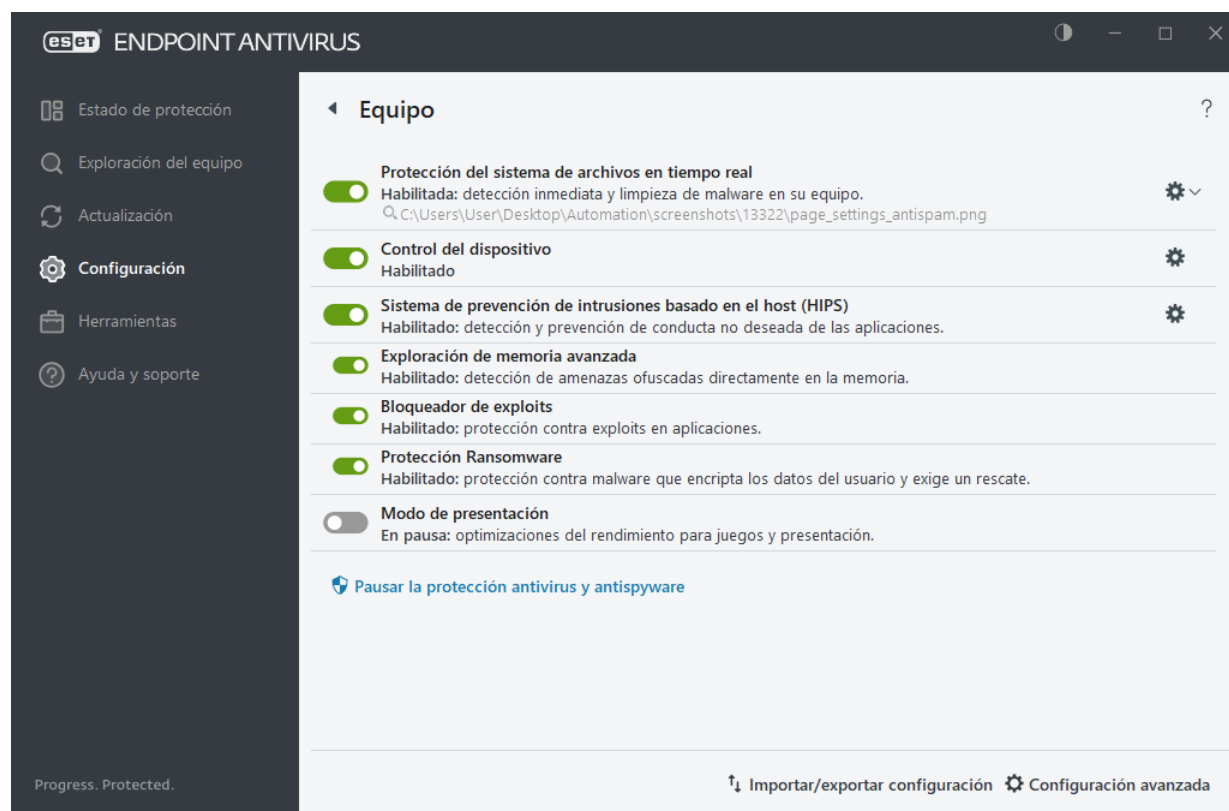 eset ENDPOINT ANTIVIRUS
Estado de protección
Exploración del equipo
Actualización
Configuración
Herramientas
Ayuda y soporte
Progress. Protected.
Equipo
?
Protección del sistema de archivos en tiempo real
Habilitada: detección inmediata y limpieza de malware en su equipo.
C:\Users\User\Desktop\Automation\screenshots\13322\page_settings_antispam.png
Control del dispositivo
Habilitado
Sistema de prevención de intrusiones basado en el host (HIPS)
Habilitado: detección y prevención de conducta no deseada de las aplicaciones.
Exploración de memoria avanzada
Habilitado: detección de amenazas ofuscadas directamente en la memoria.
Bloqueador de exploits
Habilitado: protección contra exploits en aplicaciones.
Protección Ransomware
Habilitado: protección contra malware que encripta los datos del usuario y exige un rescate.
Modo de presentación
En pausa: optimizaciones del rendimiento para juegos y presentación.
Pausar la protección antivirus y antispyware
Importar/exportar configuración Configuración avanzada